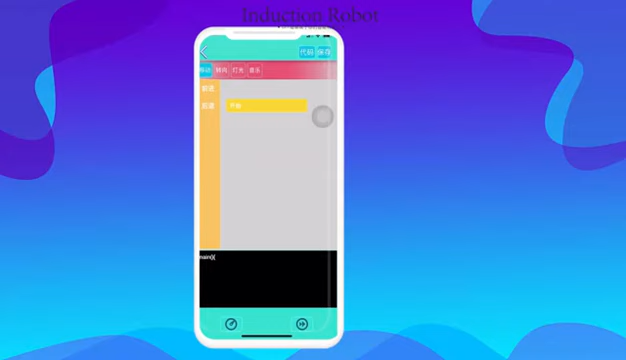 Induction Robot
代码 保存
移动 转向 灯光 音乐
前进
后退
开始
main(){